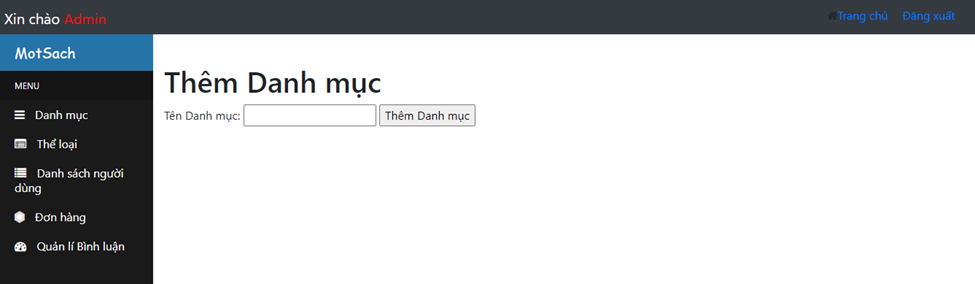 Xin chào Admin
Trang chủ Đăng xuất
MotSach
MENU
Danh mục
Thể loại
Danh sách người
dùng
Đơn hàng
Quản lí Bình luận
Thêm Danh mục
Tên Danh mục: Thêm Danh mục